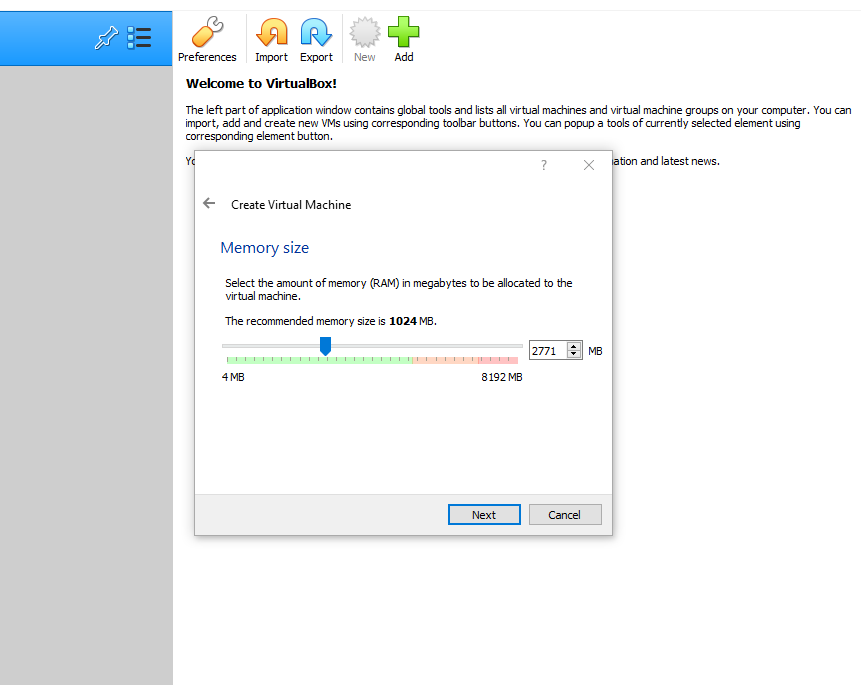 Preferences Import Export New Add
Welcome to VirtualBox!
The left part of application window contains global tools and lists all virtual machines and virtual machine groups on your computer. You can
import, add and create new VMs using corresponding toolbar buttons. You can popup a tools of currently selected element using
corresponding element button.
and latest news.
?
Create Virtual Machine
Memory size
Select the amount of memory (RAM) in megabytes to be allocated to the
virtual machine.
The recommended memory size is 1024 MB.
2771 MB
4 MB 8192 MB
Next Cancel